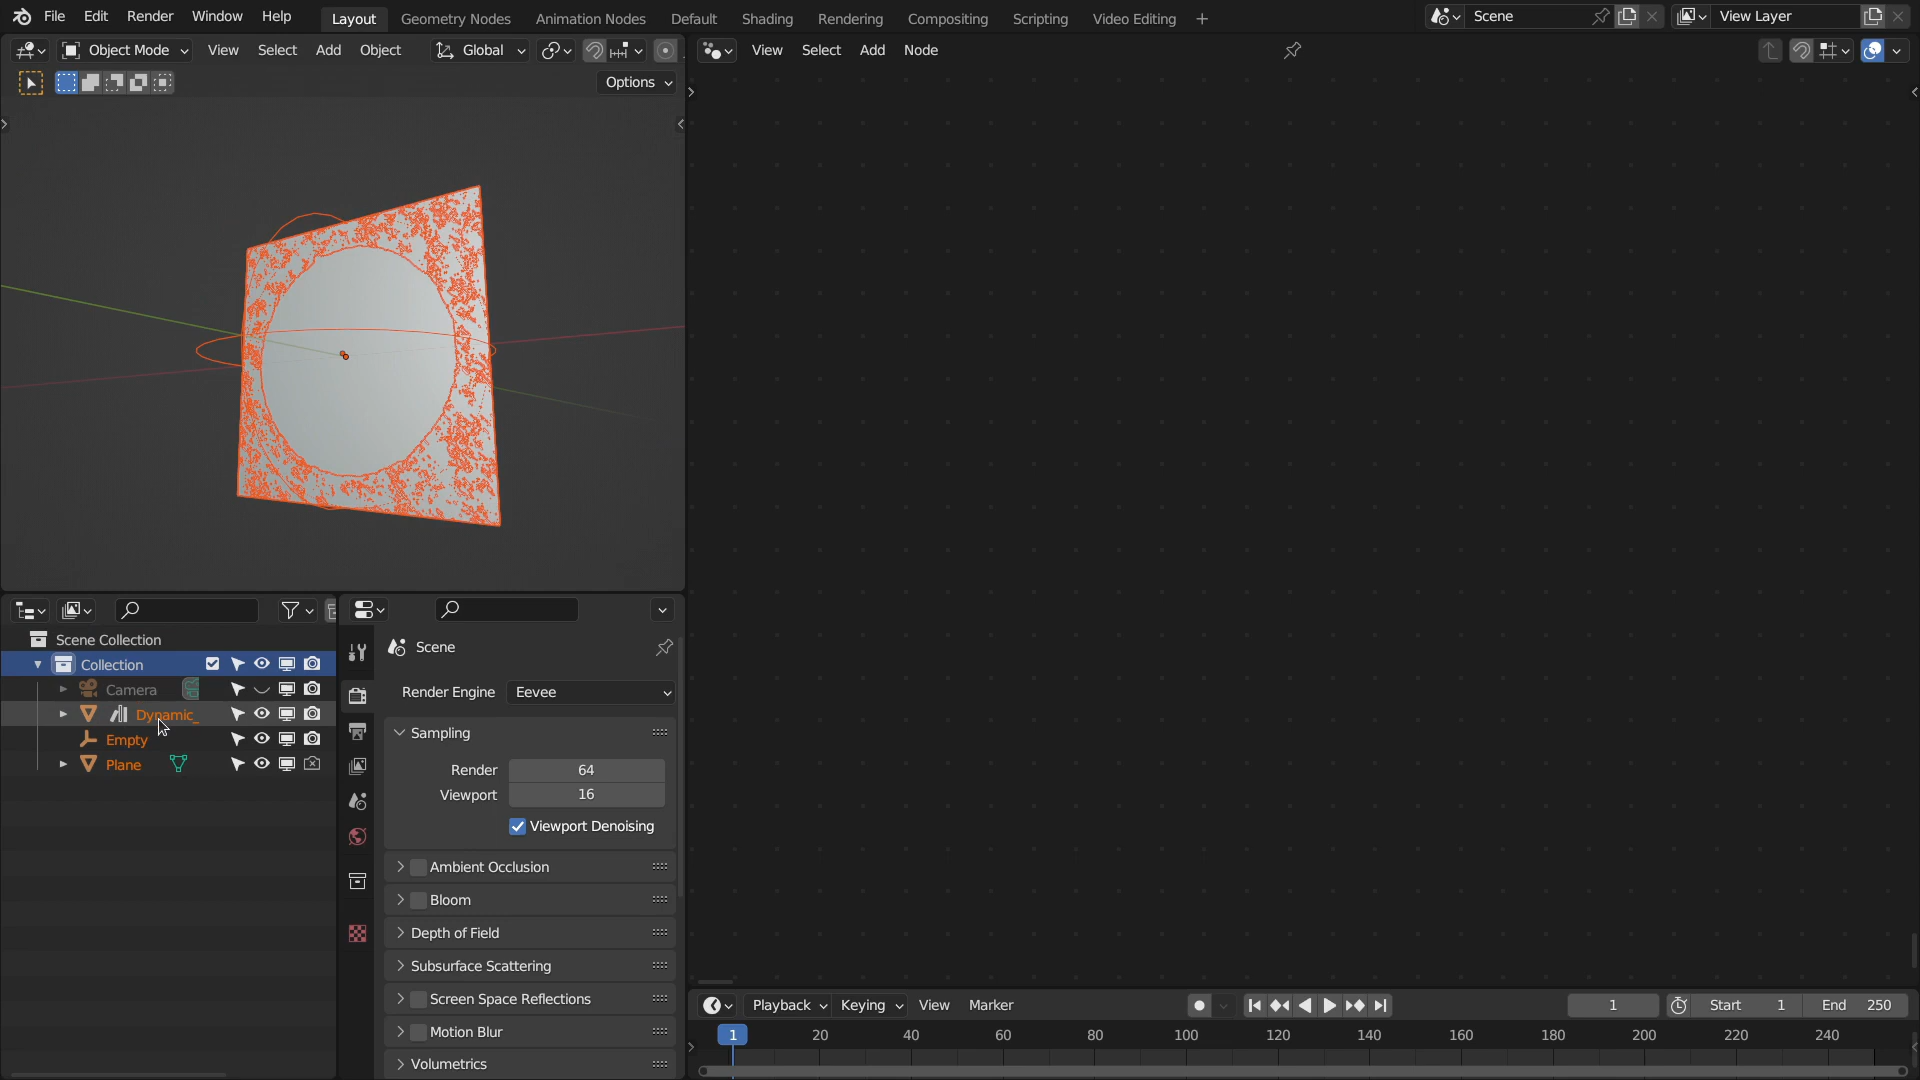 File Edit Render Window Help Layout Geometry Nodes Animation Nodes Default Shading Rendering Compositing Scripting Video Editing + Scene View Layer
Object Mode View Select Add Object Global View Select Add Node
Options
Scene Collection
Collection
Camera
Dynamic_
Empty
Plane
Scene
Render Engine Eevee
Sampling
Render 64
Viewport 16
Viewport Denoising
Ambient Occlusion
Bloom
Depth of Field
Subsurface Scattering
Screen Space Reflections
Motion Blur
Volumetrics
Playback Keying View Marker 1 Start 1 End 250
1 20 40 60 80 100 120 140 160 180 200 220 240